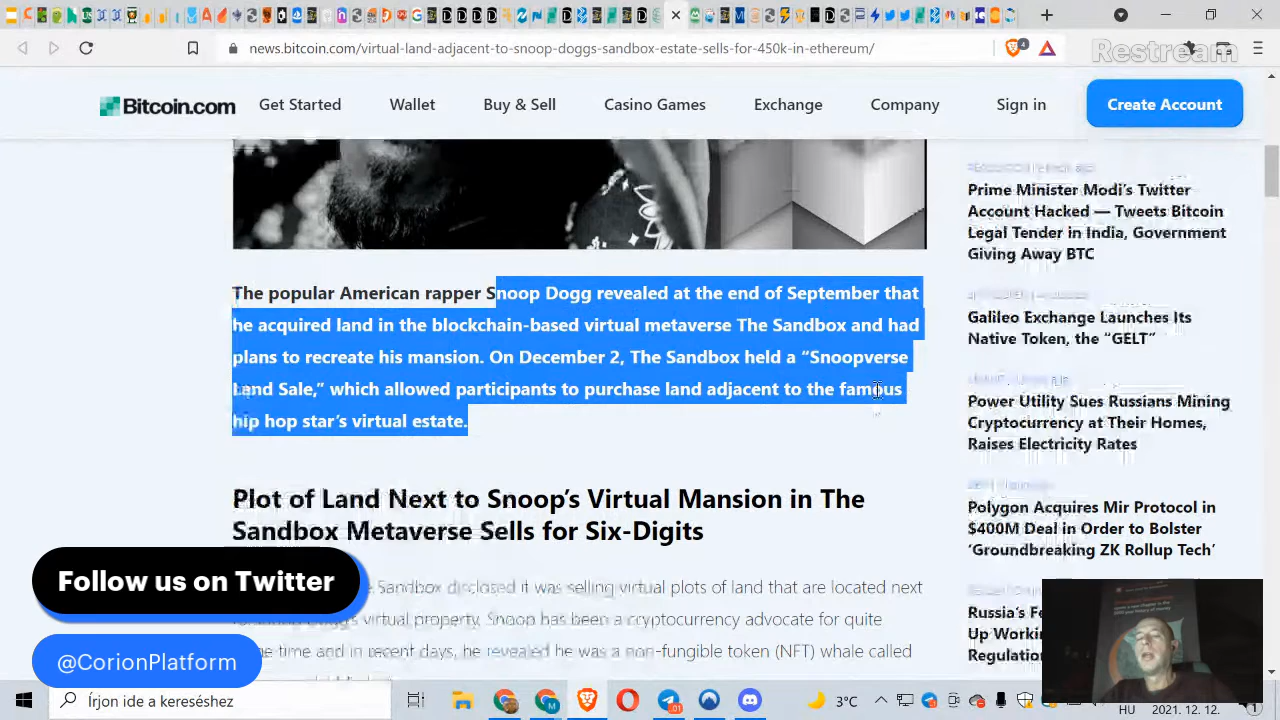 news.bitcoin.com/virtual-land-adjacent-to-snoop-doggs-sandbox-estate-sells-for-450k-in-ethereum/
4
Restream
Bitcoin.com
Get Started
Wallet
Buy & Sell
Casino Games
Exchange
Company
Sign in
Create Account
The popular American rapper Snoop Dogg revealed at the end of September that
he acquired land in the blockchain-based virtual metaverse The Sandbox and had
plans to recreate his mansion. On December 2, The Sandbox held a “Snoopverse
Land Sale,” which allowed participants to purchase land adjacent to the famous
hip hop star’s virtual estate.
Plot of Land Next to Snoop’s Virtual Mansion in The
Sandbox Metaverse Sells for Six-Digits
Sandbox disclosed it was selling virtual plots of land that are located next
virtual property. Snoop has been a cryptocurrency advocate for quite
time and in recent days, he revealed he was a non-fungible token (NFT) whale called
Prime Minister Modi’s Twitter
Account Hacked — Tweets Bitcoin
Legal Tender in India, Government
Giving Away BTC
Galileo Exchange Launches Its
Native Token, the “GELT”
Power Utility Sues Russians Mining
Cryptocurrency at Their Homes,
Raises Electricity Rates
Polygon Acquires Mir Protocol in
$400M Deal in Order to Bolster
‘Groundbreaking ZK Rollup Tech’
Russia’s Fe
Up Workin
Regulation
Follow us on Twitter
@CorionPlatform
Írjon ide a kereséshez
3°C
HU
2021. 12. 12.